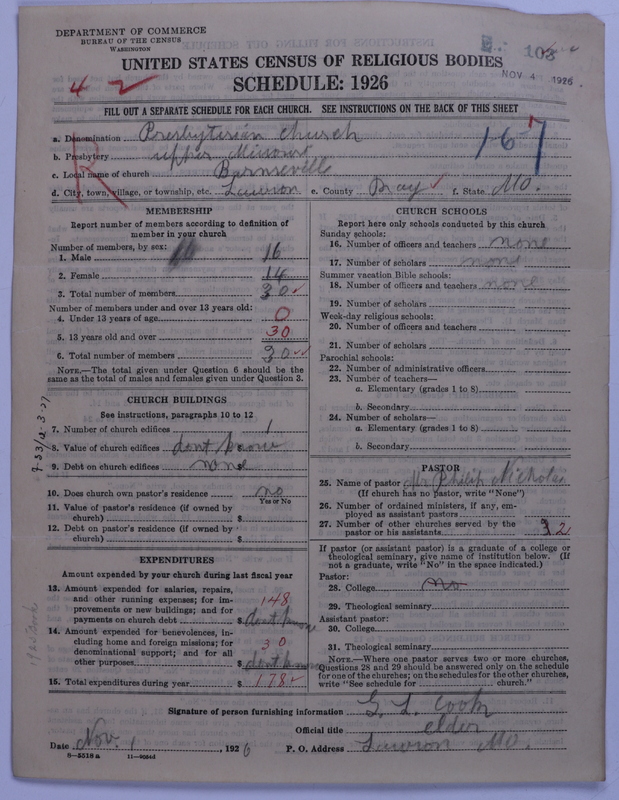 DEPARTMENT OF COMMERCE
BUREAU OF THE CENSUS
WASHINGTON
103
NOV 4 1926
UNITED STATES CENSUS OF RELIGIOUS BODIES
SCHEDULE: 1926
4 2
FILL OUT A SEPARATE SCHEDULE FOR EACH CHURCH. SEE INSTRUCTIONS ON THE BACK OF THIS SHEET
R
167
a. Denomination Presbyterian church
b. Presbytery upper Missouri
c. Local name of church Barnesville
d. City, town, village, or township, etc. Lawson e. County Bray ✓ f. State MO.
MEMBERSHIP
Report number of members according to definition of
member in your church
Number of members, by sex:
1. Male 16
2. Female 14
3. Total number of members 30 ✓
Number of members under and over 13 years old:
4. Under 13 years of age 0
5. 13 years old and over 30
6. Total number of members 30 ✓✓
NOTE.—The total given under Question 6 should be the
same as the total of males and females given under Question 3.
CHURCH BUILDINGS
See instructions, paragraphs 10 to 12
7. Number of church edifices 1
8. Value of church edifices dont know
9. Debt on church edifices none
10. Does church own pastor's residence no
Yes or No
11. Value of pastor's residence (if owned by
church) $
12. Debt on pastor's residence (if owned by
church) $
EXPENDITURES
Amount expended by your church during last fiscal year
13. Amount expended for salaries, repairs,
and other running expenses; for im-
provements or new buildings; and for
payments on church debt $ 148 dont know
14. Amount expended for benevolences, in-
cluding home and foreign missions; for
denominational support; and for all
other purposes $ 30 dont know
15. Total expenditures during year $ 178 ✓
CHURCH SCHOOLS
Report here only schools conducted by this church
Sunday schools:
16. Number of officers and teachers none
17. Number of scholars none
Summer vacation Bible schools:
18. Number of officers and teachers none
19. Number of scholars
Week-day religious schools:
20. Number of officers and teachers
21. Number of scholars
Parochial schools:
22. Number of administrative officers
23. Number of teachers—
a. Elementary (grades 1 to 8)
b. Secondary
24. Number of scholars—
a. Elementary (grades 1 to 8)
b. Secondary
PASTOR
25. Name of pastor Mr Philip Nicholas
(If church has no pastor, write "None")
26. Number of ordained ministers, if any, em-
ployed as assistant pastors
27. Number of other churches served by the
pastor or his assistants 2
If pastor (or assistant pastor) is a graduate of a college or
theological seminary, give name of institution below. (If
not a graduate, write "No" in the space indicated.)
Pastor:
28. College no
29. Theological seminary
Assistant pastor:
30. College
31. Theological seminary
NOTE.—Where one pastor serves two or more churches,
Questions 28 and 29 should be answered only on the schedule
for one of the churches; on the schedules for the other churches,
write "See schedule for church."
Signature of person furnishing information G. L. Cook
Official title elder
Date Nov. 1, 1926 P. O. Address Lawson Mo.
8—5518a 11—9064d